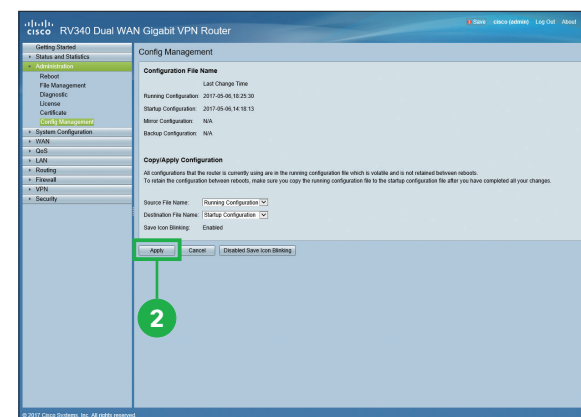 Save cisco (admin) Log Out About
cisco RV340 Dual WAN Gigabit VPN Router
Getting Started
Status and Statistics
Administration
Reboot
File Management
Diagnostic
License
Certificate
Config Management
System Configuration
WAN
QoS
LAN
Routing
Firewall
VPN
Security
Config Management
Configuration File Name
Last Change Time
Running Configuration: 2017-05-06,18:25:30
Startup Configuration: 2017-05-06,14:18:13
Mirror Configuration: N/A
Backup Configuration: N/A
Copy/Apply Configuration
All configurations that the router is currently using are in the running configuration file which is volatile and is not retained between reboots.
To retain the configuration between reboots, make sure you copy the running configuration file to the startup configuration file after you have completed all your changes.
Source File Name: Running Configuration
Destination File Name: Startup Configuration
Save Icon Blinking: Enabled
Apply Cancel Disabled Save Icon Blinking
2
© 2017 Cisco Systems, Inc. All rights reserved.